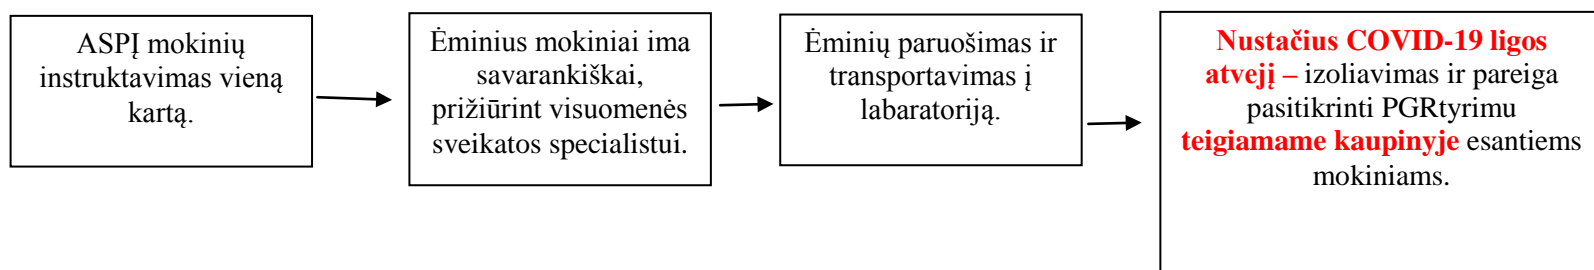 ASPĮ mokinių
instruktavimas vieną
kartą.
Ėminius mokiniai ima
savarankiškai,
prižiūrint visuomenės
sveikatos specialistui.
Ėminių paruošimas ir
transportavimas į
labaratoriją.
Nustačius COVID-19 ligos
atvejį – izoliavimas ir pareiga
pasitikrinti PGRtyrimu
teigiamame kaupinyje esantiems
mokiniams.